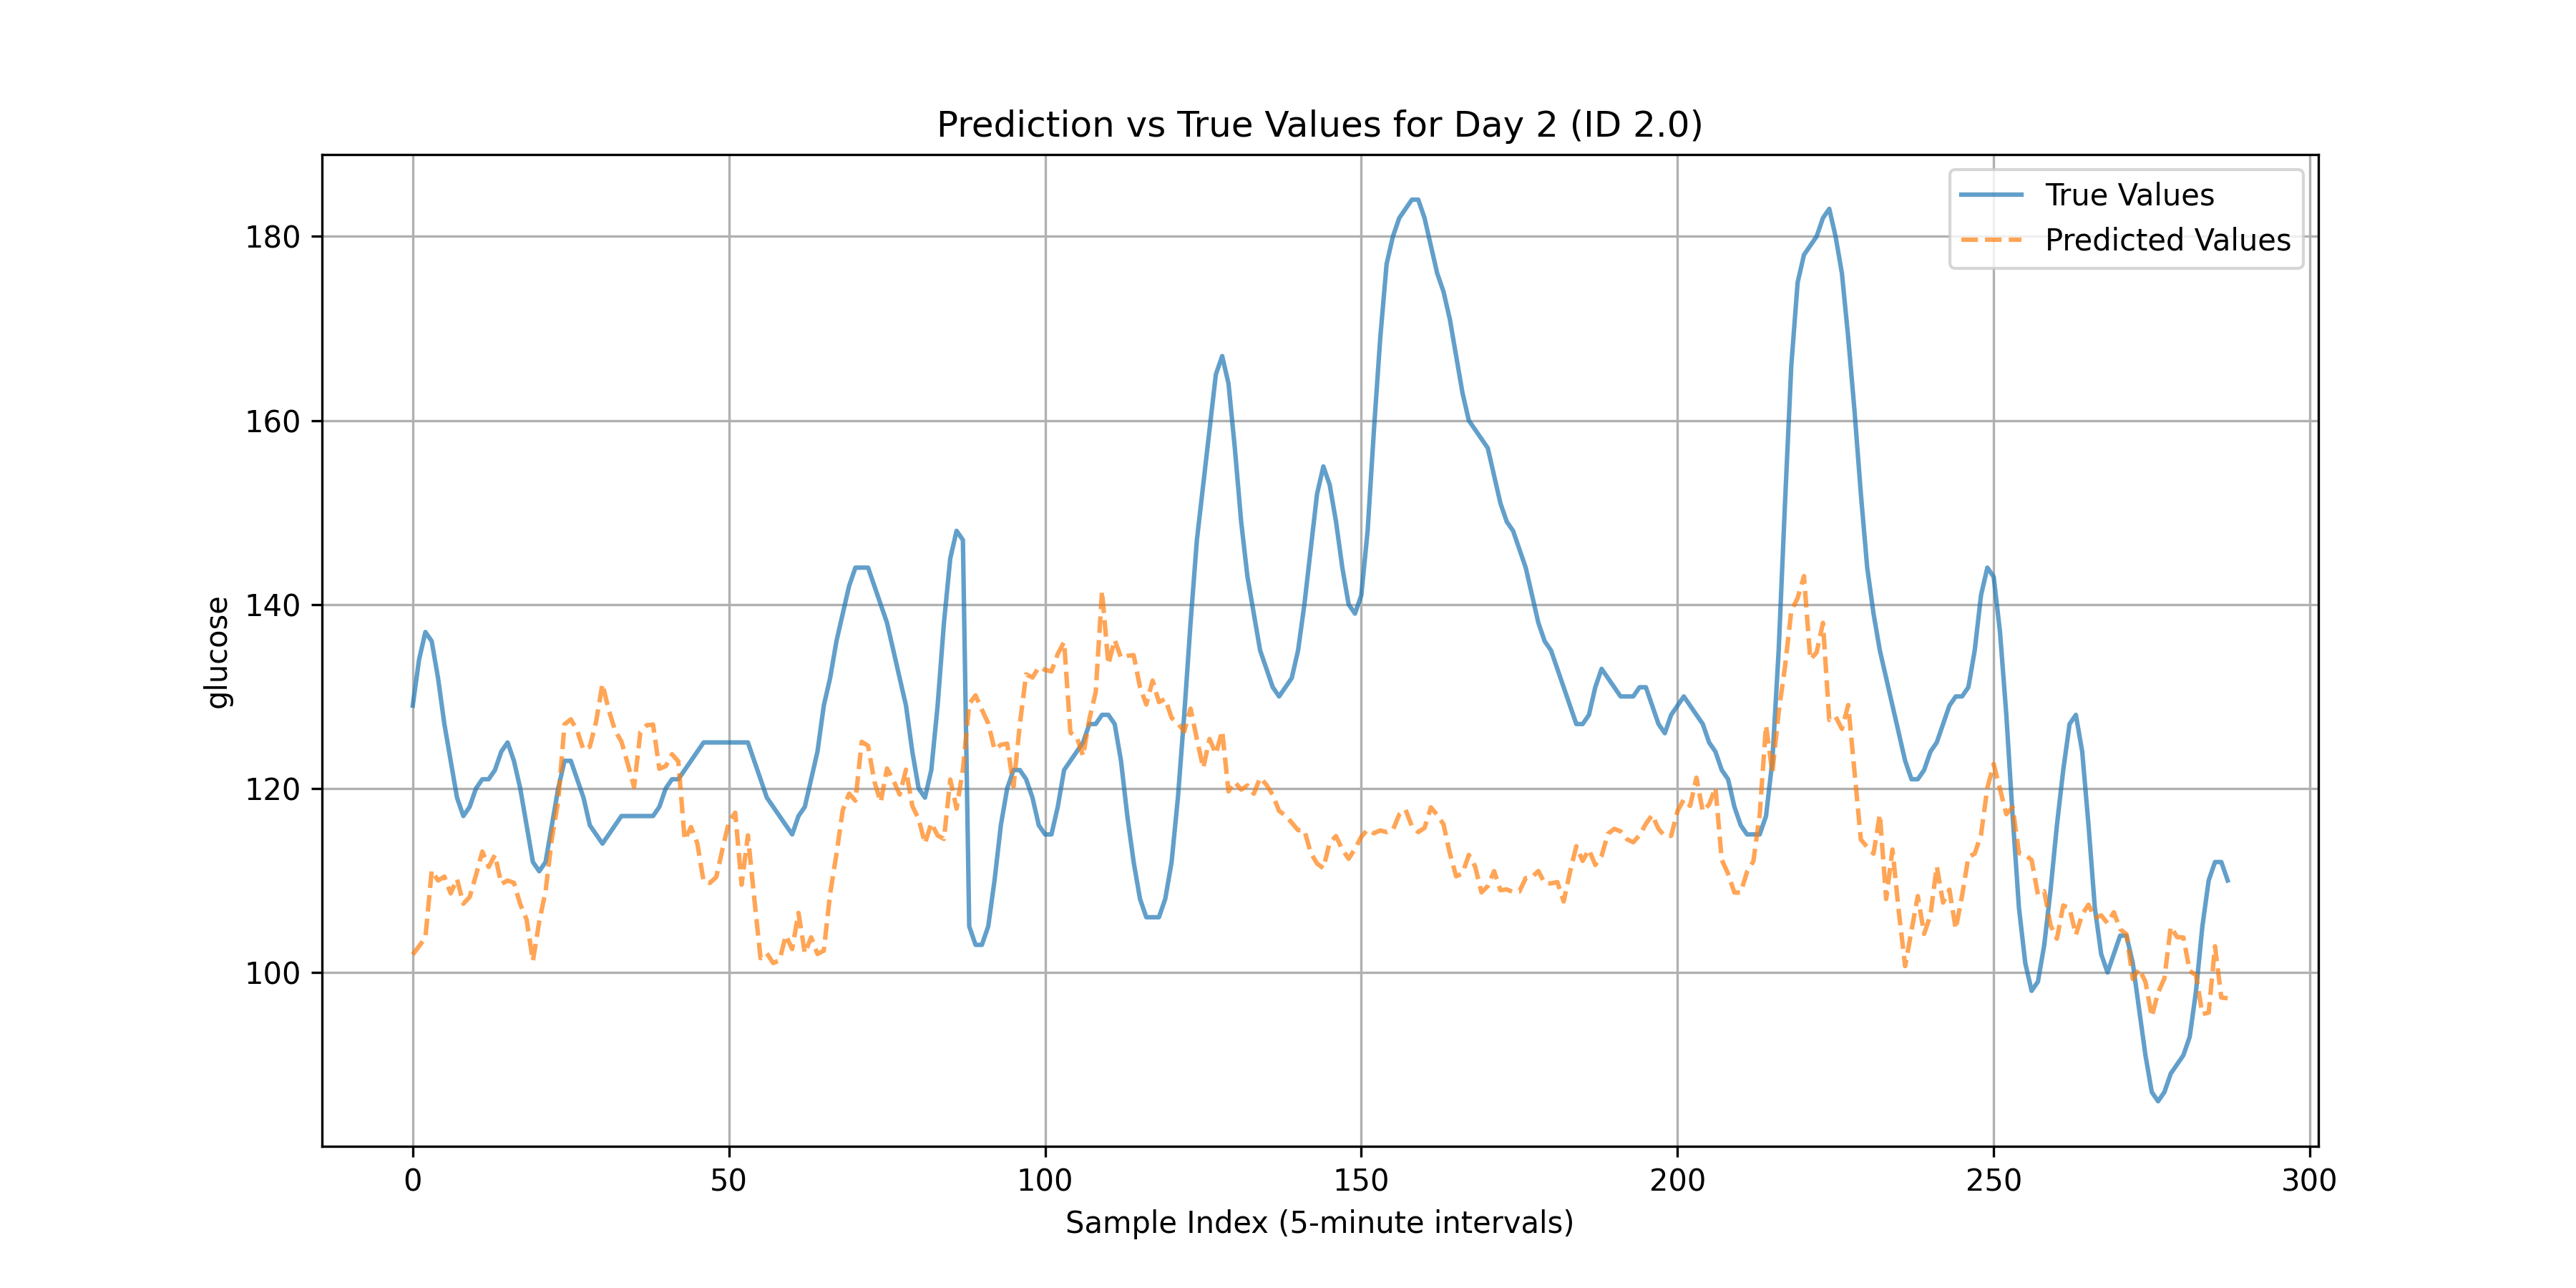 Prediction vs True Values for Day 2 (ID 2.0)
True Values
Predicted Values
glucose
180
160
140
120
100
0 50 100 150 200 250 300
Sample Index (5-minute intervals)